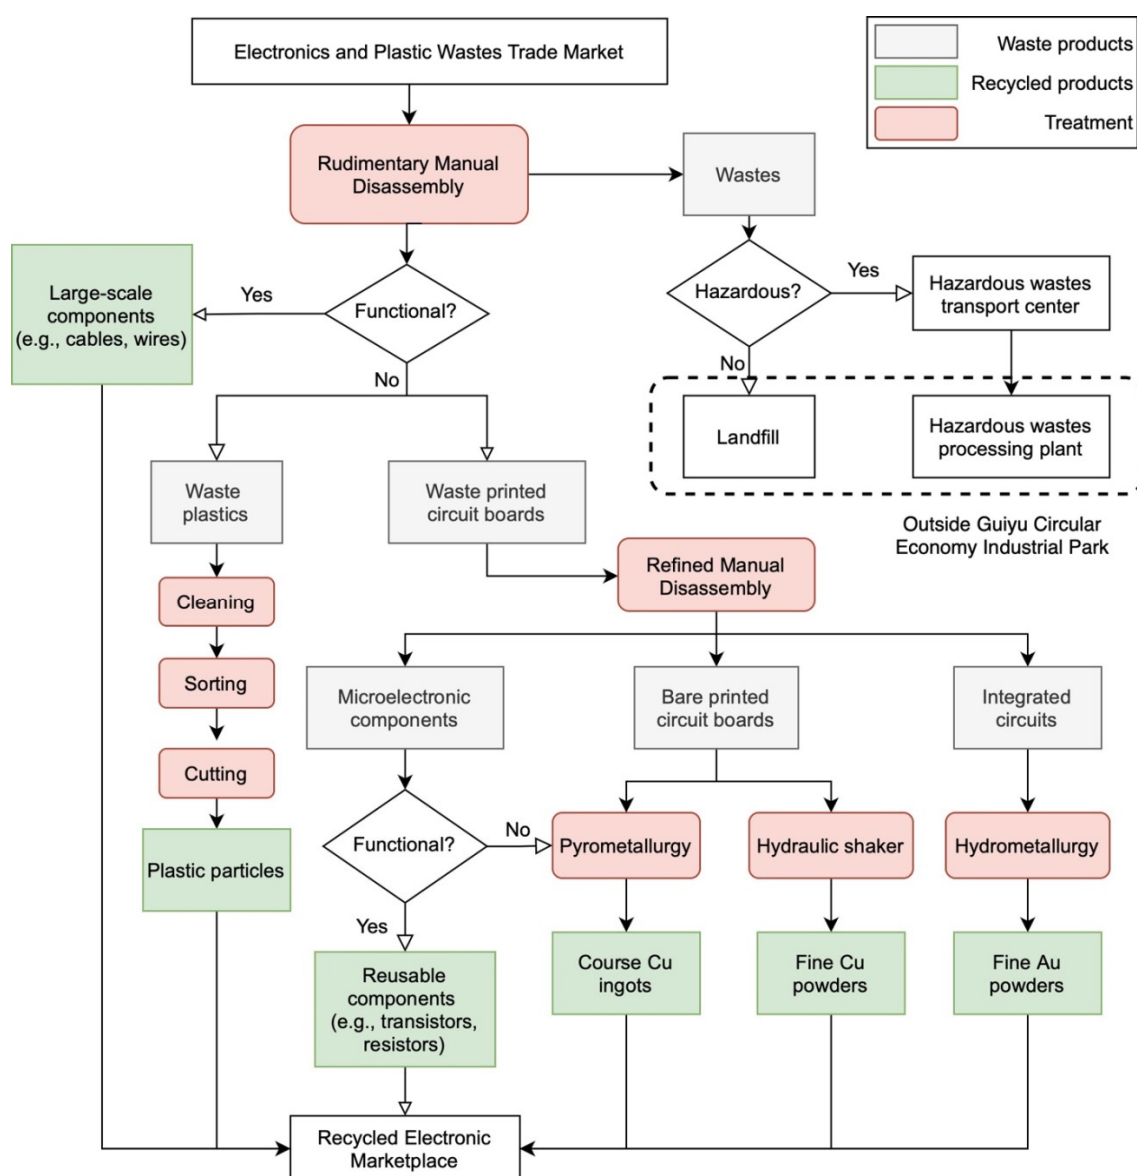 Electronics and Plastic Wastes Trade Market
Waste products
Recycled products
Treatment
Rudimentary Manual
Disassembly
Wastes
Large-scale
components
(e.g., cables, wires)
Yes
Functional?
No
Hazardous?
Yes
No
Hazardous wastes
transport center
Landfill
Hazardous wastes
processing plant
Outside Guiyu Circular
Economy Industrial Park
Waste
plastics
Waste printed
circuit boards
Refined Manual
Disassembly
Cleaning
Sorting
Cutting
Plastic particles
Microelectronic
components
Bare printed
circuit boards
Integrated
circuits
Functional?
No
Yes
Pyrometallurgy
Hydraulic shaker
Hydrometallurgy
Reusable
components
(e.g., transistors,
resistors)
Course Cu
ingots
Fine Cu
powders
Fine Au
powders
Recycled Electronic
Marketplace